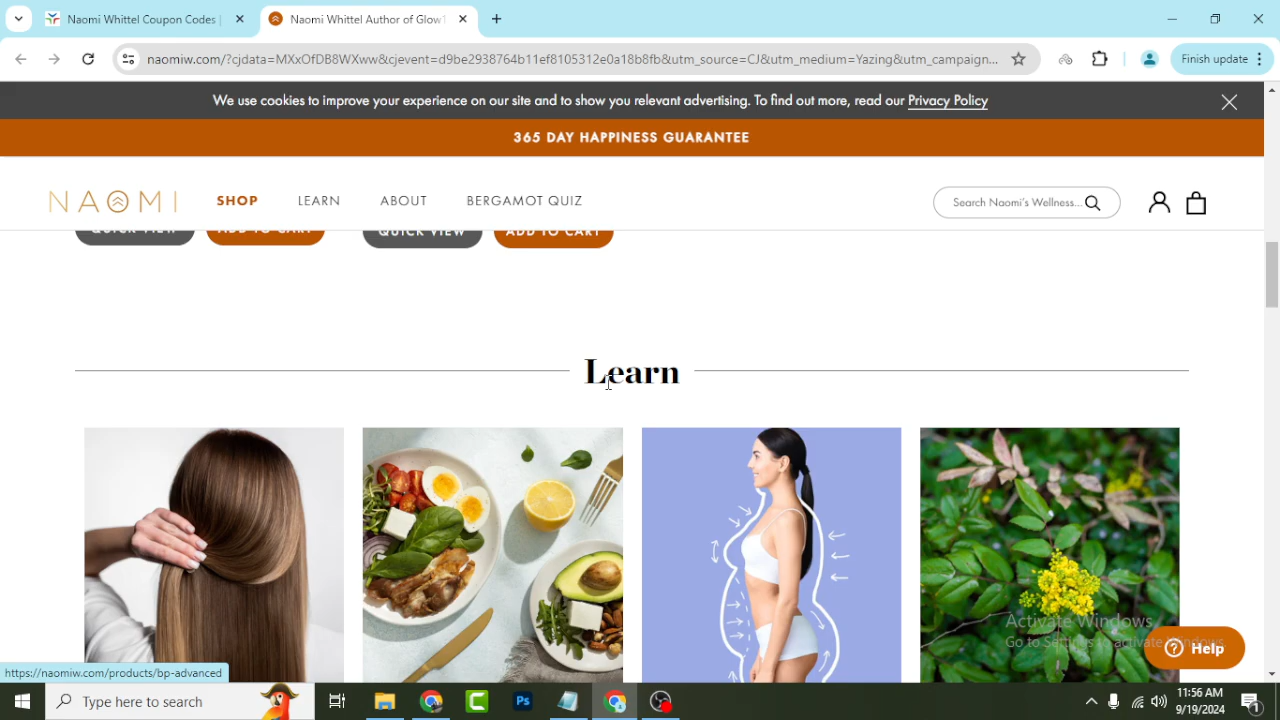 Naomi Whittel Coupon Codes |
Naomi Whittel Author of Glow1
naomiw.com/?cjdata=MXxOfDB8WXww&cjevent=d9be2938764b11ef8105312e0a18b8fb&utm_source=CJ&utm_medium=Yazing&utm_campaign...
Finish update
We use cookies to improve your experience on our site and to show you relevant advertising. To find out more, read our Privacy Policy
365 DAY HAPPINESS GUARANTEE
NAOMI
SHOP
LEARN
ABOUT
BERGAMOT QUIZ
Search Naomi's Wellness...
QUICK VIEW
ADD TO CART
QUICK VIEW
ADD TO CART
Learn
Activate Windows
Go to Settings to activate Windows.
Help
https://naomiw.com/products/bp-advanced
Type here to search
Ps
11:56 AM
9/19/2024
1